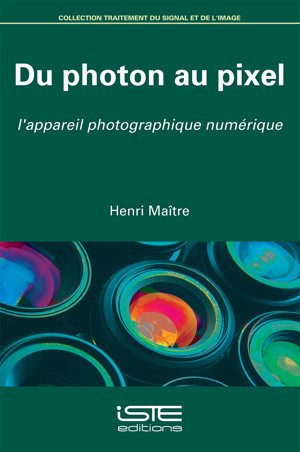 COLLECTION TRAITEMENT DU SIGNAL ET DE L'IMAGE
Du photon au pixel
l'appareil photographique numérique
Henri Maître
iSTE
editions